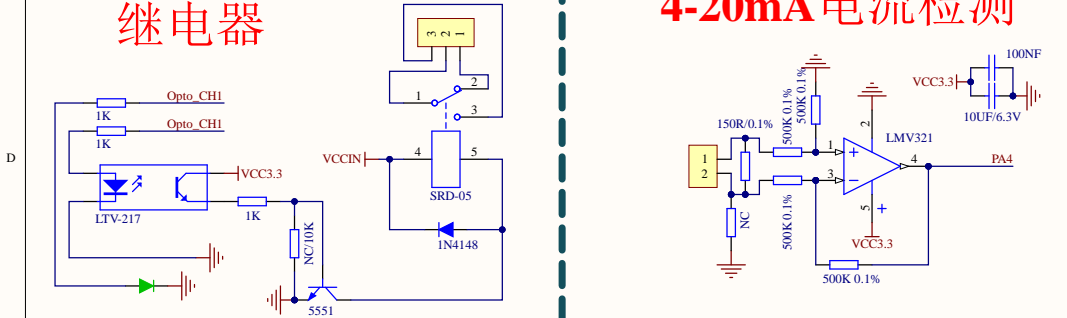 继电器
3 2 1
1
2
3
Opto_CH1
1K
Opto_CH1
1K
VCCIN
4
5
SRD-05
VCC3.3
LTV-217
1K
NC/10K
1N4148
5551
D
4-20mA电流检测
100NF
VCC3.3
10UF/6.3V
500K 0.1%
500K 0.1%
150R/0.1%
1
2
2
LMV321
1
+
4
PA4
3
-
5
+
VCC3.3
NC
500K 0.1%
500K 0.1%